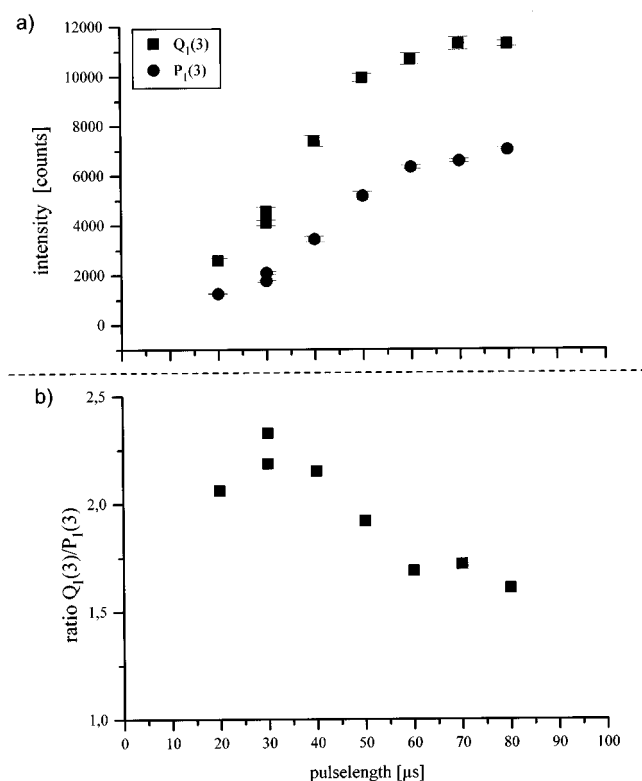 a)
12000
10000
8000
6000
4000
2000
0
intensity [counts]
Q₁(3)
P₁(3)
b)
2,5
2,0
1,5
1,0
ratio Q₁(3)/P₁(3)
0 10 20 30 40 50 60 70 80 90 100
pulselength [µs]